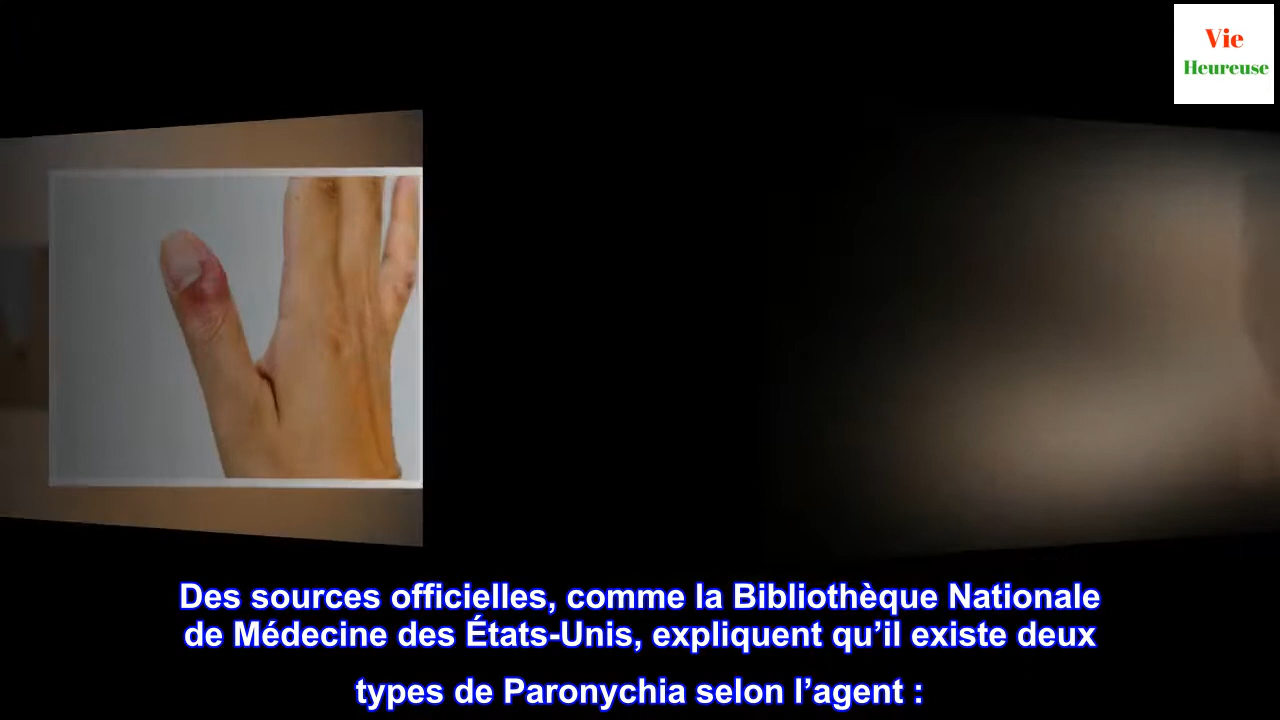 Vie
Heureuse
Des sources officielles, comme la Bibliothèque Nationale
de Médecine des États-Unis, expliquent qu’il existe deux
types de Paronychia selon l’agent :